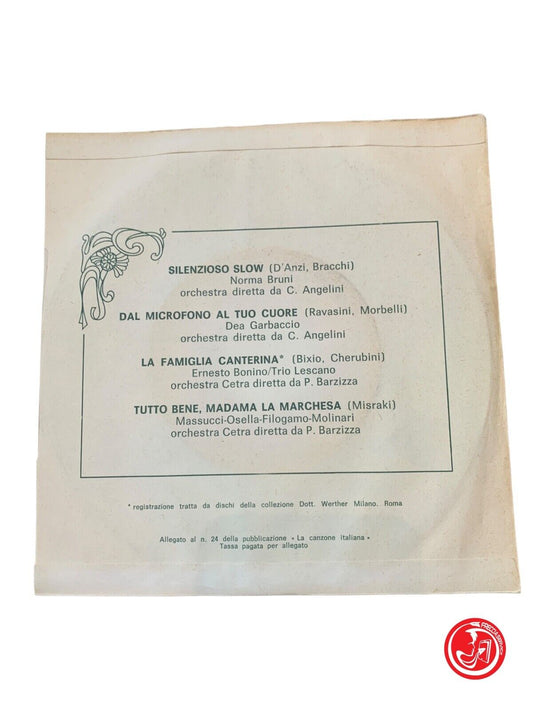 SILENZIOSO SLOW (D'Anzi, Bracchi)
Norma Bruni
orchestra diretta da C. Angelini
DAL MICROFONO AL TUO CUORE (Ravasini, Morbelli)
Dea Garbaccio
orchestra diretta da C. Angelini
LA FAMIGLIA CANTERINA* (Bixio, Cherubini)
Ernesto Bonino/Trio Lescano
orchestra Cetra diretta da P. Barzizza
TUTTO BENE, MADAMA LA MARCHESA (Misraki)
Massucci-Osella-Filogamo-Molinari
orchestra Cetra diretta da P. Barzizza
* registrazione tratta da dischi della collezione Dott. Werther Milano. Roma
Allegato al n. 24 della pubblicazione « La canzone italiana »
Tassa pagata per allegato